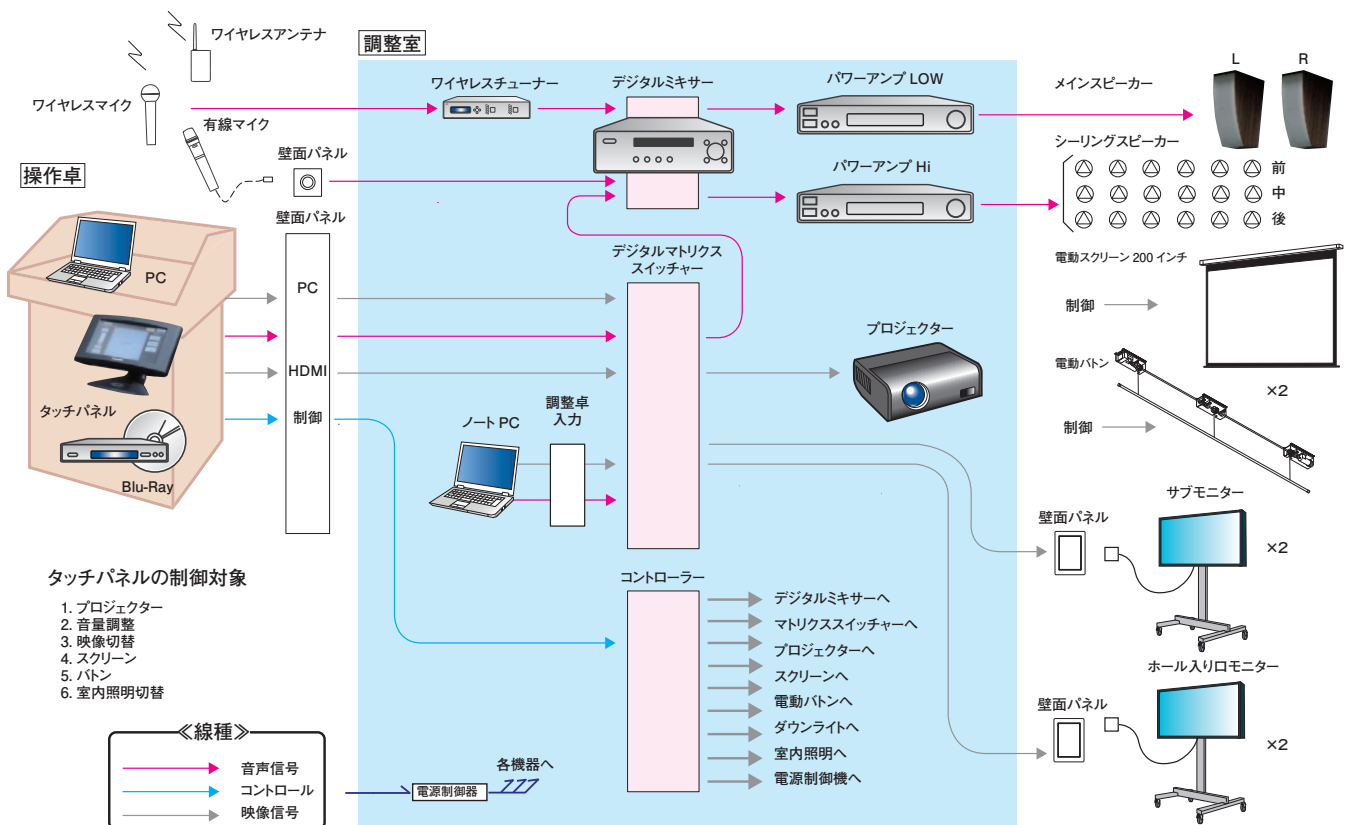 ワイヤレスアンテナ
ワイヤレスマイク
有線マイク
壁面パネル
操作卓
壁面パネル
PC
PC
HDMI
制御
タッチパネル
Blu-Ray
調整室
ワイヤレスチューナー
デジタルミキサー
パワーアンプ LOW
パワーアンプ Hi
デジタルマトリクス
スイッチャー
プロジェクター
ノート PC
調整卓
入力
コントローラー
デジタルミキサーへ
マトリクススイッチャーへ
プロジェクターへ
スクリーンへ
電動バトンへ
ダウンライトへ
室内照明へ
電源制御機へ
各機器へ
電源制御器
メインスピーカー
L
R
シーリングスピーカー
前
中
後
電動スクリーン 200 インチ
制御
×2
電動バトン
制御
サブモニター
壁面パネル
×2
ホール入り口モニター
壁面パネル
×2
タッチパネルの制御対象
1. プロジェクター
2. 音量調整
3. 映像切替
4. スクリーン
5. バトン
6. 室内照明切替
≪線種≫
音声信号
コントロール
映像信号